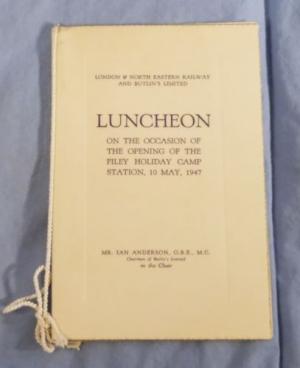 LONDON & NORTH EASTERN RAILWAY
AND BUTLIN'S LIMITED
LUNCHEON
ON THE OCCASION OF
THE OPENING OF THE
FILEY HOLIDAY CAMP
STATION, 10 MAY, 1947
MR. IAN ANDERSON, O.B.E., M.C.
Chairman of Butlin's Limited
in the Chair